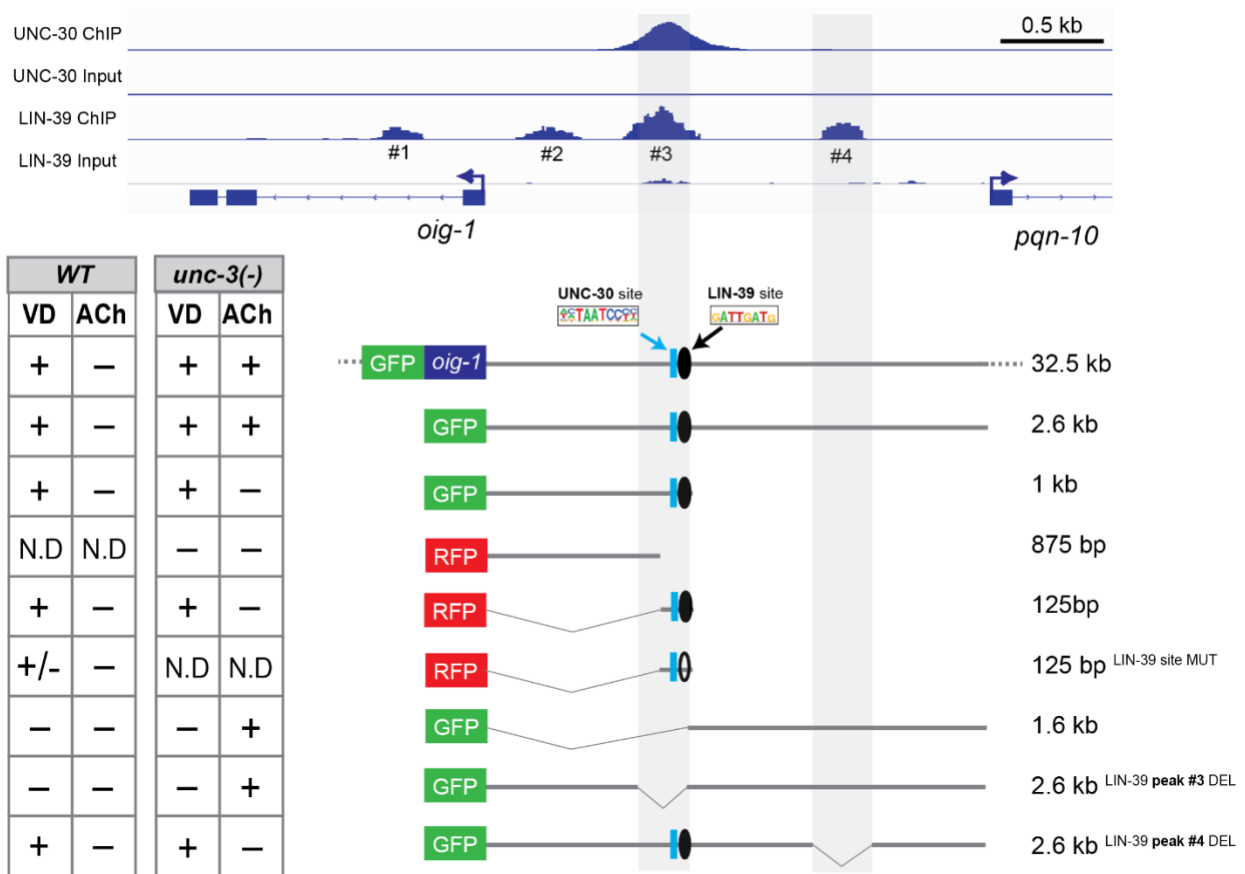 UNC-30 ChIP
0.5 kb
UNC-30 Input
LIN-39 ChIP
#1 #2 #3 #4
LIN-39 Input
oig-1 pqn-10
WT unc-3(-)
VD ACh VD ACh
UNC-30 site LIN-39 site
TAATCC GATTGATG
+ − + + GFP oig-1 32.5 kb
+ − + + GFP 2.6 kb
+ − + − GFP 1 kb
N.D N.D − − RFP 875 bp
+ − + − RFP 125bp
+/- − N.D N.D RFP 125 bp LIN-39 site MUT
− − − + GFP 1.6 kb
− − − + GFP 2.6 kb LIN-39 peak #3 DEL
+ − + − GFP 2.6 kb LIN-39 peak #4 DEL